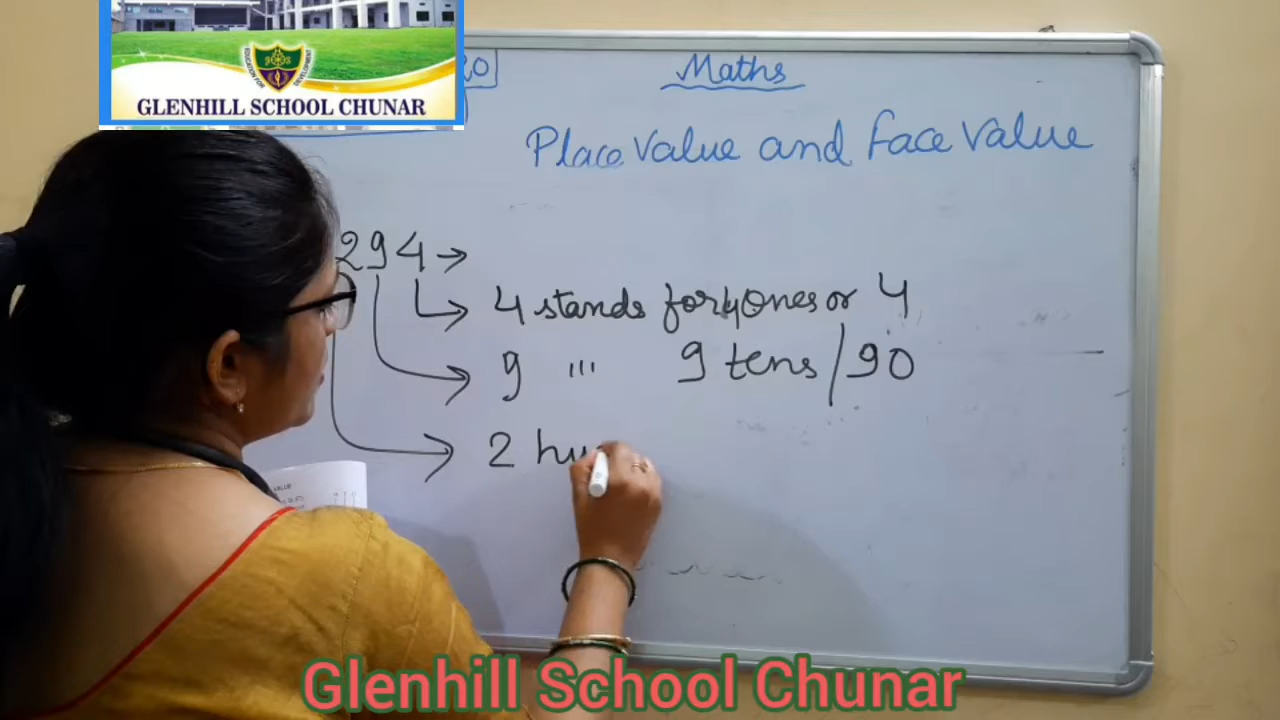 GLENHILL SCHOOL CHUNAR
Maths
Place Value and Face Value
294 →
4 stands for 4 ones or 4
9 ''' 9 tens / 90
2 hu
Glenhill School Chunar